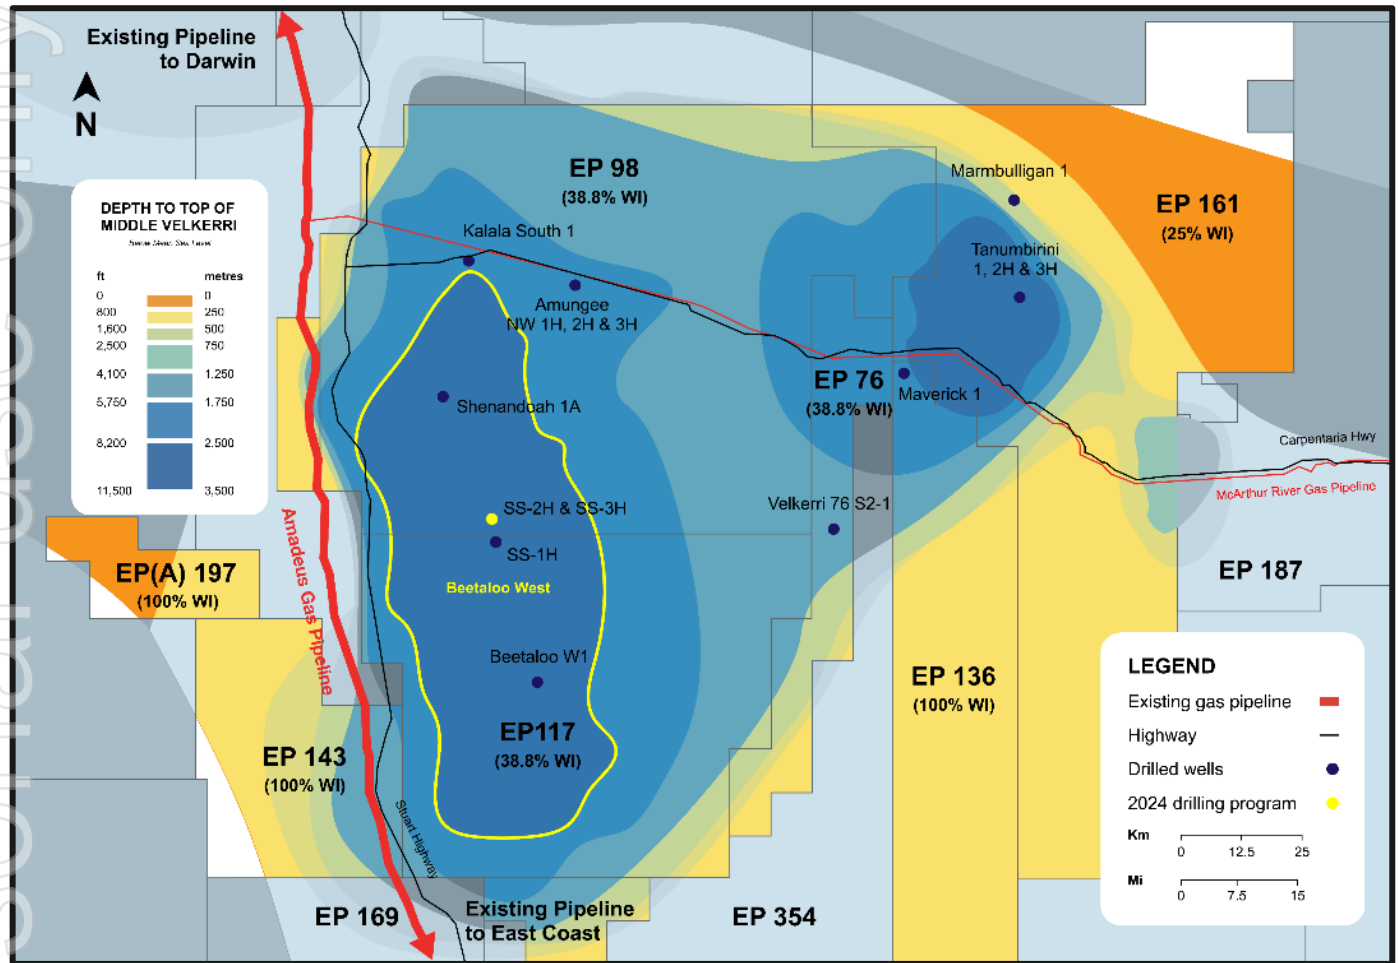 Existing Pipeline
to Darwin
N
DEPTH TO TOP OF
MIDDLE VELKERRI
Below Mean Sea Level
ft metres
0 0
800 250
1,600 500
2,500 750
4,100 1,250
5,750 1.750
8,200 2.500
11,500 3,500
EP 98
(38.8% WI)
Marmbulligan 1
EP 161
(25% WI)
Kalala South 1
Tanumbirini
1, 2H & 3H
Amungee
NW 1H, 2H & 3H
EP 76
(38.8% WI)
Maverick 1
Shenandoah 1A
Carpentaria Hwy
McArthur River Gas Pipeline
SS-2H & SS-3H
Velkerri 76 S2-1
SS-1H
Beetaloo West
EP(A) 197
(100% WI)
Amadeus Gas Pipeline
EP 187
Beetaloo W1
EP117
(38.8% WI)
EP 136
(100% WI)
EP 143
(100% WI)
Stuart Highway
EP 169
Existing Pipeline
to East Coast
EP 354
LEGEND
Existing gas pipeline
Highway
Drilled wells
2024 drilling program
Km
0 12.5 25
Mi
0 7.5 15